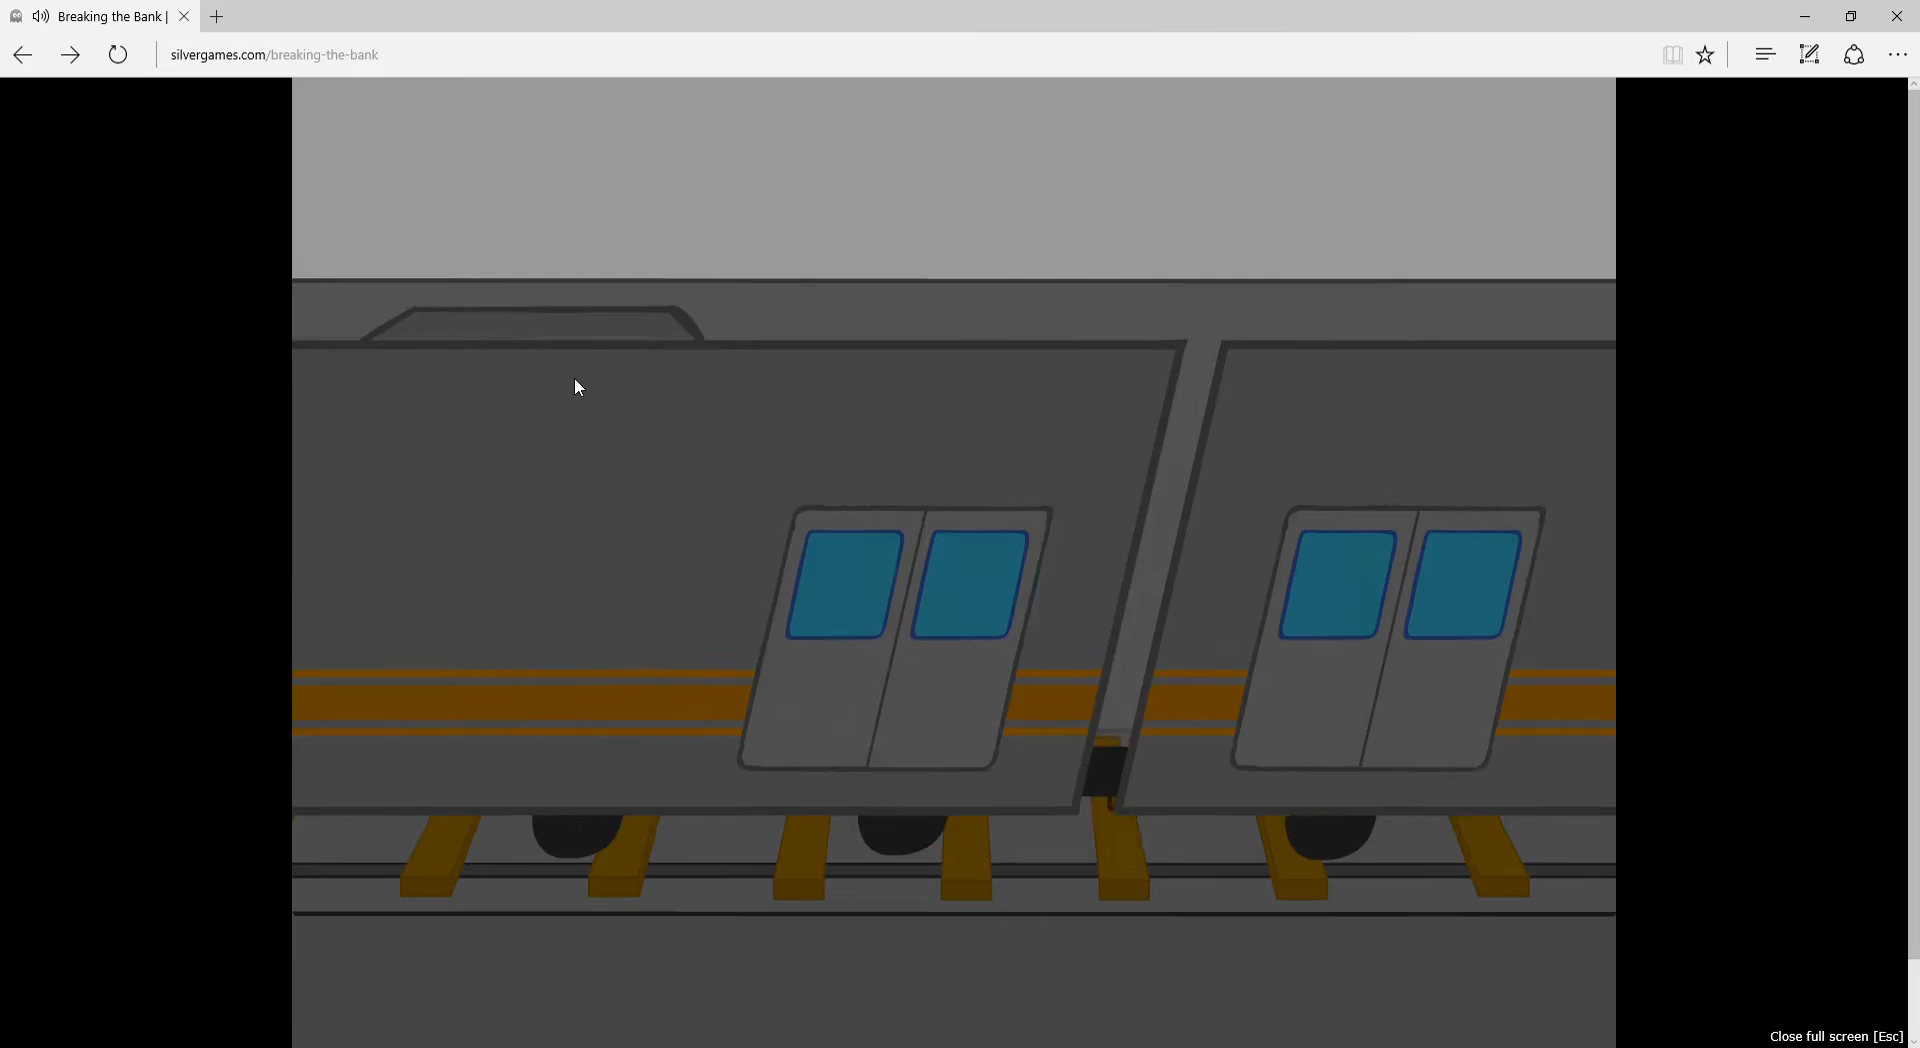 Breaking the Bank |
silvergames.com/breaking-the-bank
Close full screen [Esc]